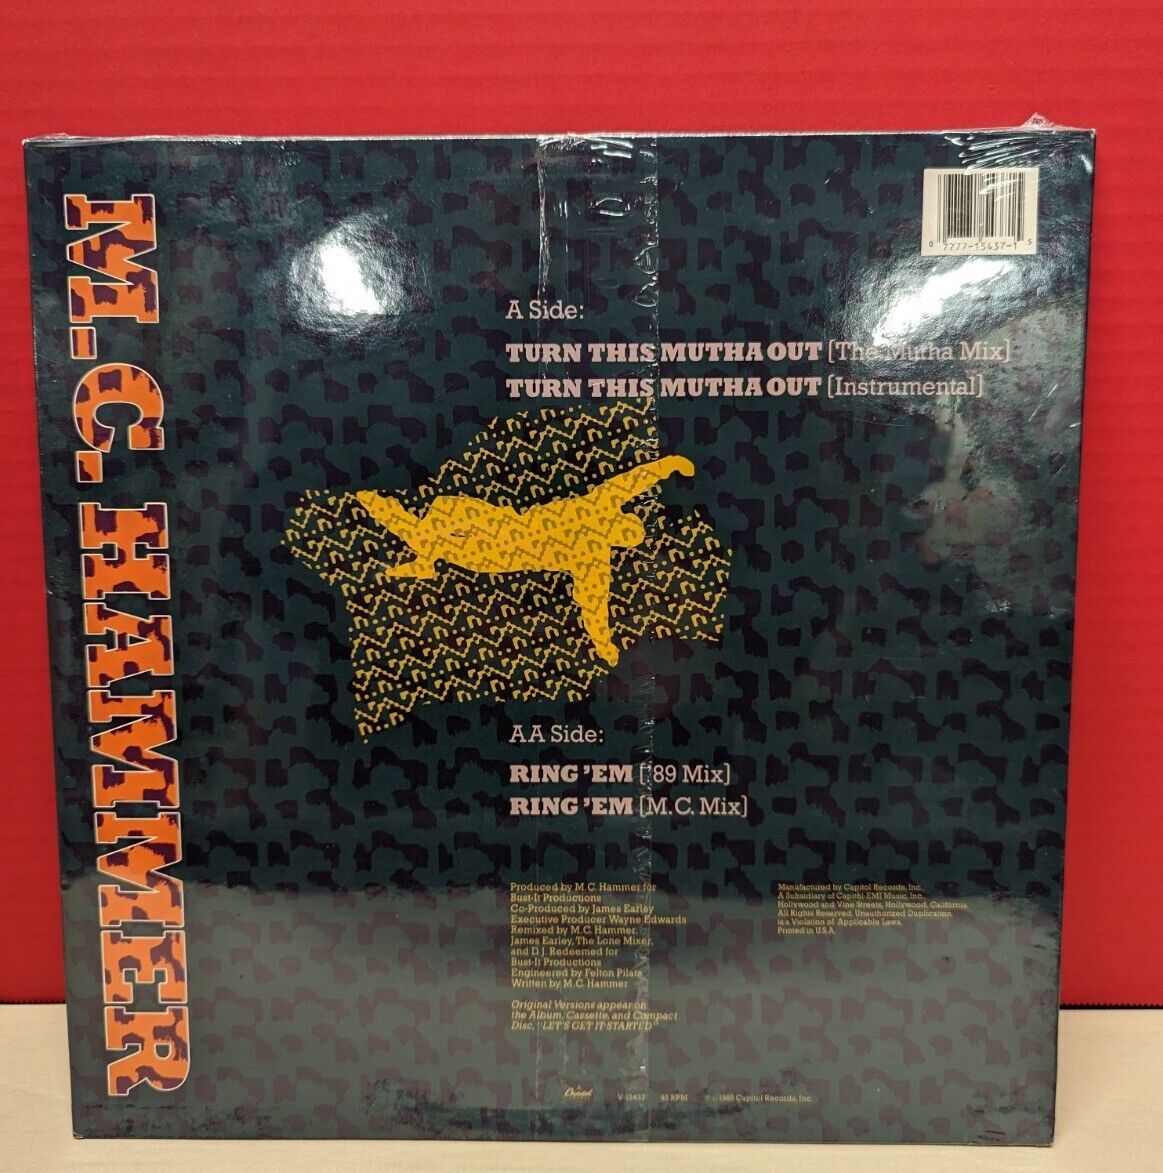 M.C. HAMMER
0 7777-15437-1 5
A Side:
TURN THIS MUTHA OUT [The Mutha Mix]
TURN THIS MUTHA OUT [Instrumental]
AA Side:
RING 'EM ['89 Mix]
RING 'EM [M.C. Mix]
Produced by M.C. Hammer for
Bust-It Productions
Co-Produced by James Earley
Executive Producer Wayne Edwards
Remixed by M.C. Hammer,
James Earley, The Lone Mixer,
and D.J. Redeemed for
Bust-It Productions
Engineered by Felton Pilate
Written by M.C. Hammer
Original Versions appear on
the Album, Cassette, and Compact
Disc, "LET'S GET IT STARTED"
Manufactured by Capitol Records, Inc.,
A Subsidiary of Capitol-EMI Music, Inc.,
Hollywood and Vine Streets, Hollywood, California.
All Rights Reserved. Unauthorized Duplication
is a Violation of Applicable Laws.
Printed in U.S.A.
Capitol
V-15437 45 RPM 1988 Capitol Records, Inc.